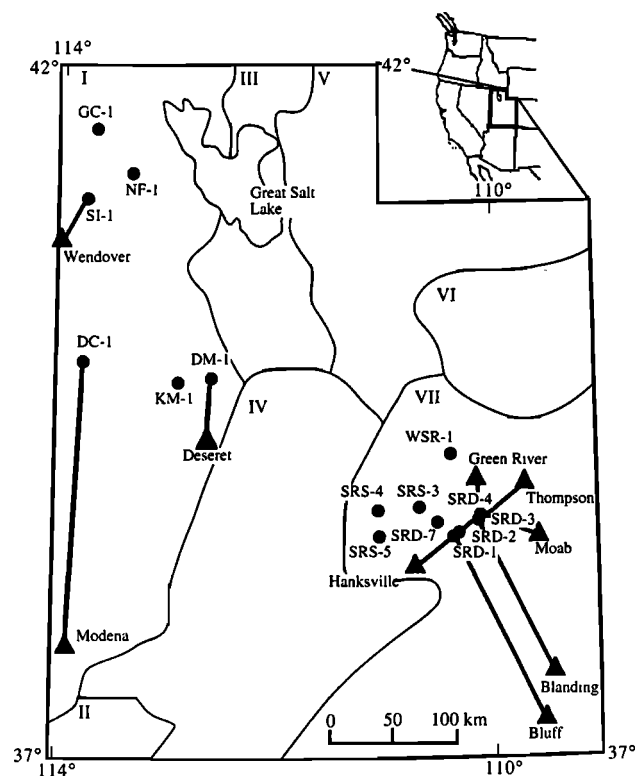 114°
42°
I
III
V
42°
GC-1
NF-1
110°
SI-1
Great Salt
Lake
Wendover
VI
DC-1
DM-1
KM-1
IV
VII
WSR-1
Deseret
Green River
SRS-4
SRS-3
SRD-4
Thompson
SRD-3
SRD-7
SRD-2
SRS-5
SRD-1
Moab
Hanksville
Modena
Blanding
II
0
50
100 km
Bluff
37°
37°
114°
110°